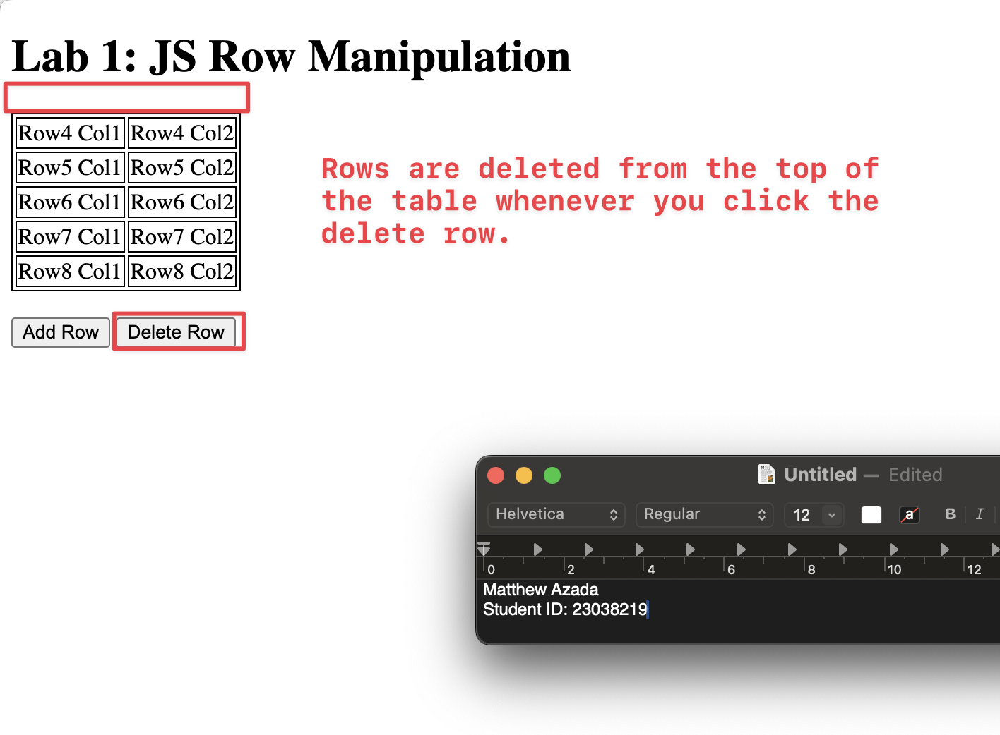 Lab 1: JS Row Manipulation
Row4 Col1 Row4 Col2
Row5 Col1 Row5 Col2
Row6 Col1 Row6 Col2
Row7 Col1 Row7 Col2
Row8 Col1 Row8 Col2
Rows are deleted from the top of
the table whenever you click the
delete row.
Add Row Delete Row
Untitled — Edited
Helvetica Regular 12 a B I
0 2 4 6 8 10 12
Matthew Azada
Student ID: 23038219